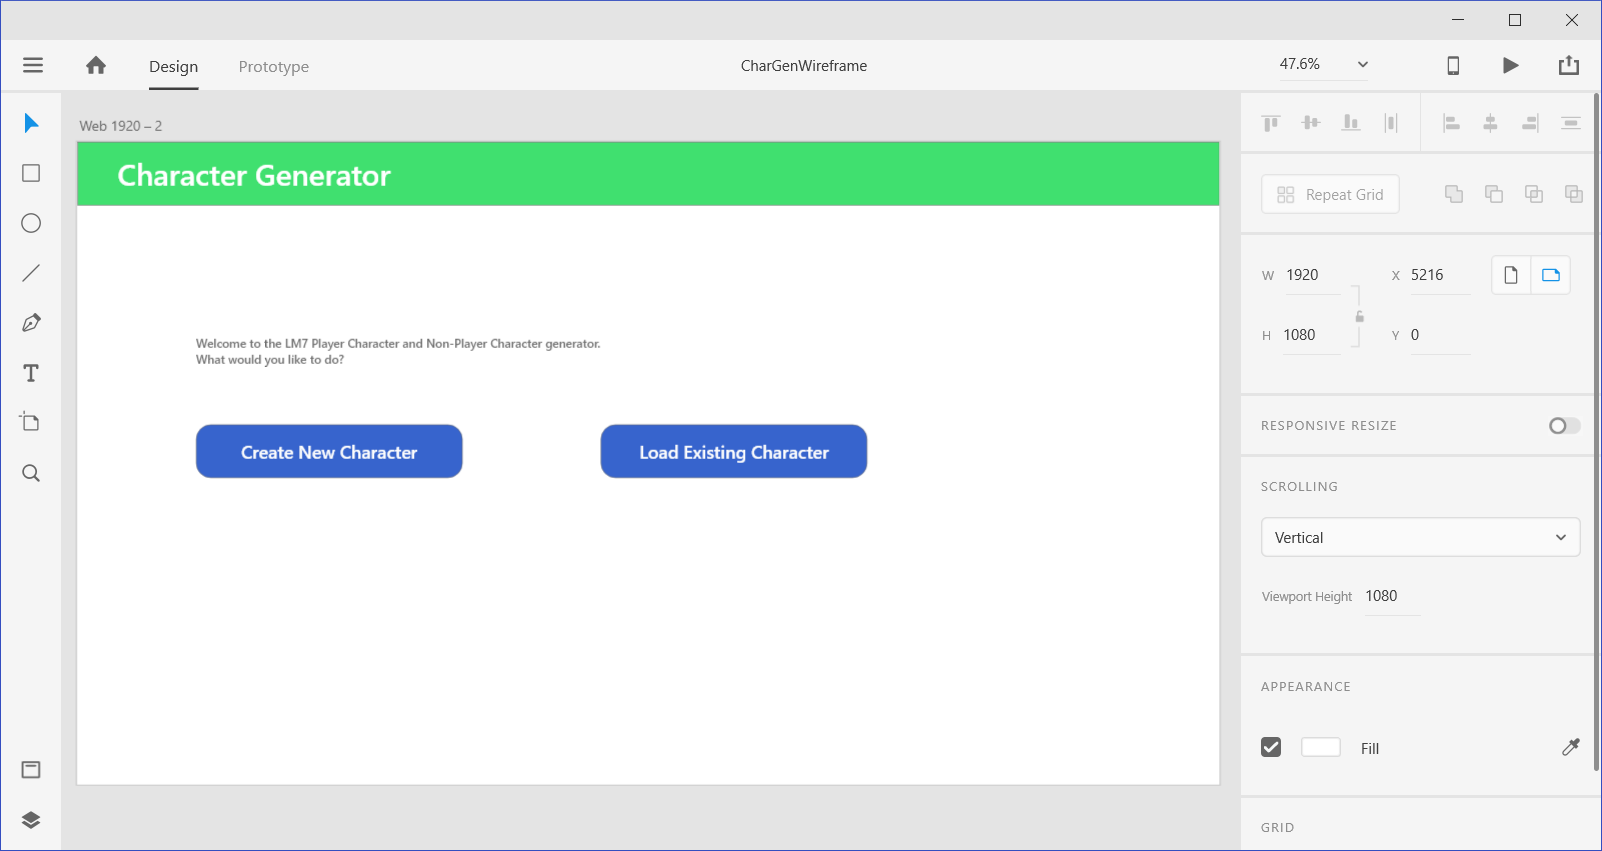 Design
Prototype
CharGenWireframe
47.6%
Web 1920 – 2
Character Generator
Welcome to the LM7 Player Character and Non-Player Character generator.
What would you like to do?
Create New Character
Load Existing Character
Repeat Grid
W 1920
X 5216
H 1080
Y 0
RESPONSIVE RESIZE
SCROLLING
Vertical
Viewport Height 1080
APPEARANCE
Fill
GRID